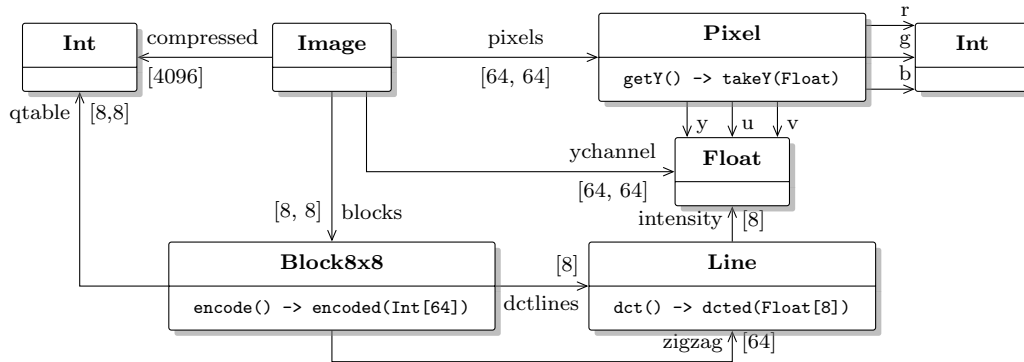 Int
compressed
[4096]
Image
pixels
[64, 64]
Pixel
getY() -> takeY(Float)
r
g
b
Int
qtable
[8,8]
y
u
v
ychannel
[64, 64]
Float
[8, 8]
blocks
intensity
[8]
Block8x8
encode() -> encoded(Int[64])
[8]
dctlines
Line
dct() -> dcted(Float[8])
zigzag
[64]